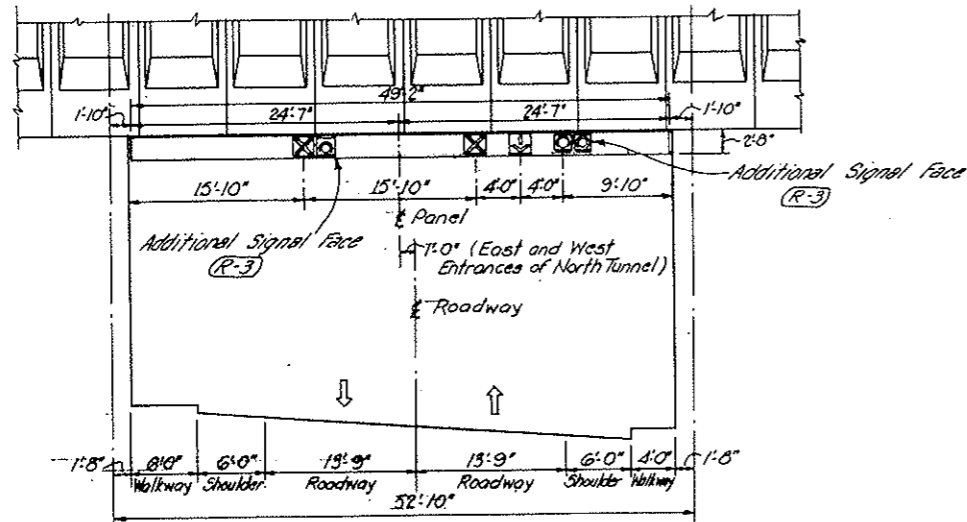 49'-2"
1'-10" 24'-7" 24'-7" 1'-10"
2'-8"
15'-10" 15'-10" 4'-0" 4'-0" 9'-10"
Additional Signal Face
R-3
℄ Panel
Additional Signal Face
R-3
1'-0" (East and West
Entrances of North Tunnel)
℄ Roadway
1'-8" 6'-0" 6'-0" 13'-9" 13'-9" 6'-0" 4'-0" 1'-8"
Walkway Shoulder Roadway Roadway Shoulder Walkway
52'-10"